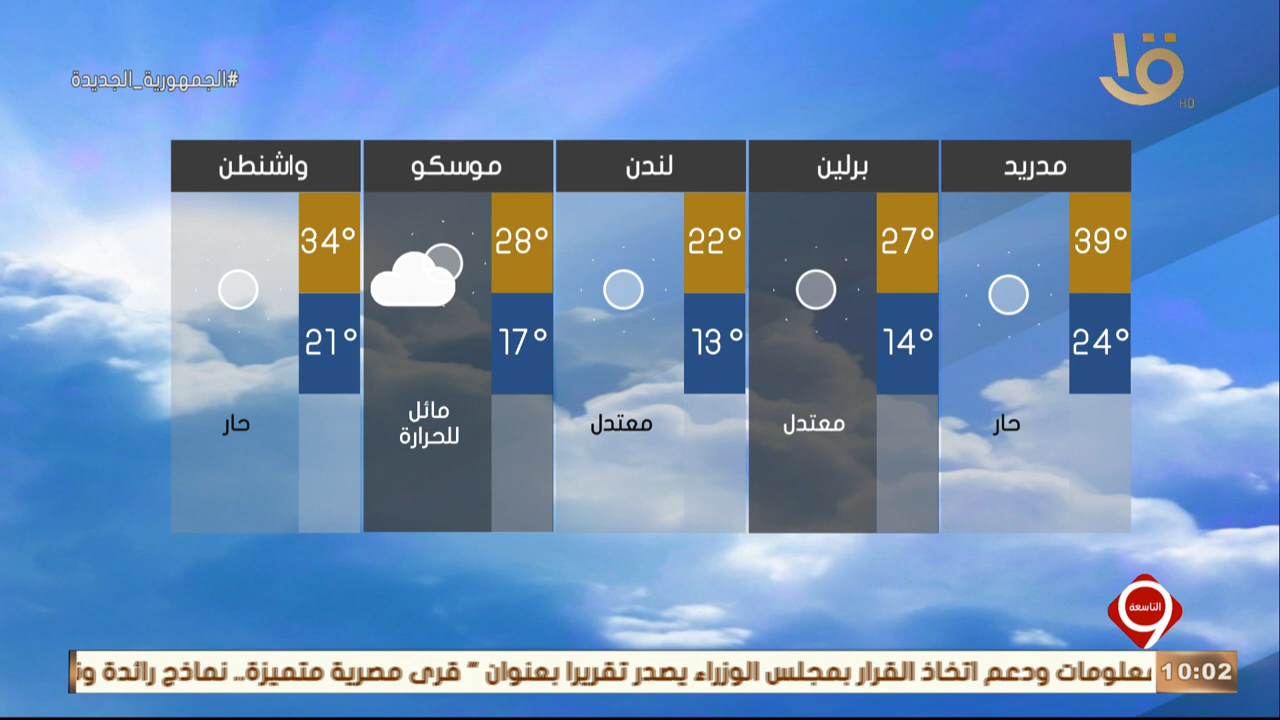 #الجمهورية_الجديدة
HD
مدريد
39°
24°
حار
برلين
27°
14°
معتدل
لندن
22°
13°
معتدل
موسكو
28°
17°
مائل
للحرارة
واشنطن
34°
21°
حار
التاسعة
9
10:02
ودعم اتخاذ القرار بمجلس الوزراء يصدر تقريرا بعنوان " قرى مصرية متميزة.. نماذج رائدة